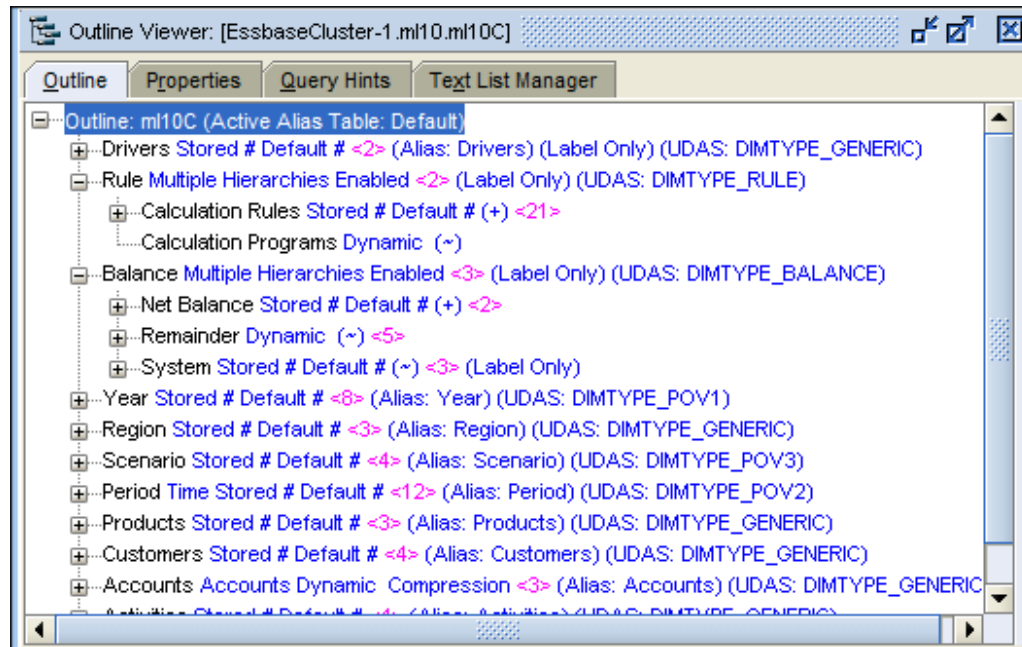 Outline Viewer: [EssbaseCluster-1.ml10.ml10C]
Outline Properties Query Hints Text List Manager
Outline: ml10C (Active Alias Table: Default)
Drivers Stored # Default # <2> (Alias: Drivers) (Label Only) (UDAS: DIMTYPE_GENERIC)
Rule Multiple Hierarchies Enabled <2> (Label Only) (UDAS: DIMTYPE_RULE)
Calculation Rules Stored # Default # (+) <21>
Calculation Programs Dynamic (~)
Balance Multiple Hierarchies Enabled <3> (Label Only) (UDAS: DIMTYPE_BALANCE)
Net Balance Stored # Default # (+) <2>
Remainder Dynamic (~) <5>
System Stored # Default # (~) <3> (Label Only)
Year Stored # Default # <8> (Alias: Year) (UDAS: DIMTYPE_POV1)
Region Stored # Default # <3> (Alias: Region) (UDAS: DIMTYPE_GENERIC)
Scenario Stored # Default # <4> (Alias: Scenario) (UDAS: DIMTYPE_POV3)
Period Time Stored # Default # <12> (Alias: Period) (UDAS: DIMTYPE_POV2)
Products Stored # Default # <3> (Alias: Products) (UDAS: DIMTYPE_GENERIC)
Customers Stored # Default # <4> (Alias: Customers) (UDAS: DIMTYPE_GENERIC)
Accounts Accounts Dynamic Compression <3> (Alias: Accounts) (UDAS: DIMTYPE_GENERIC